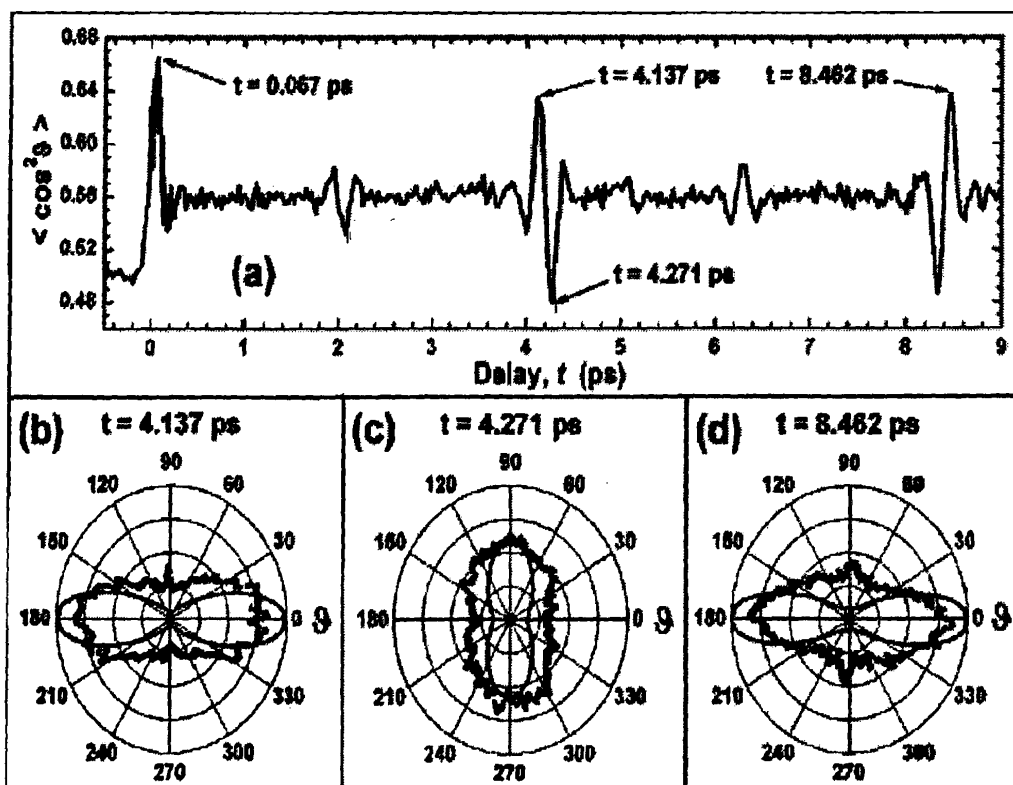 0.68
0.64
0.60
0.56
0.52
0.48
< cos²ϑ >
t = 0.067 ps
t = 4.137 ps
t = 8.462 ps
t = 4.271 ps
(a)
0 1 2 3 4 5 6 7 8 9
Delay, t (ps)
(b) t = 4.137 ps
90
120 60
150 30
180 0 ϑ
210 330
240 300
270
(c) t = 4.271 ps
90
120 60
150 30
180 0 ϑ
210 330
240 300
270
(d) t = 8.462 ps
90
120 60
150 30
180 0 ϑ
210 330
240 300
270